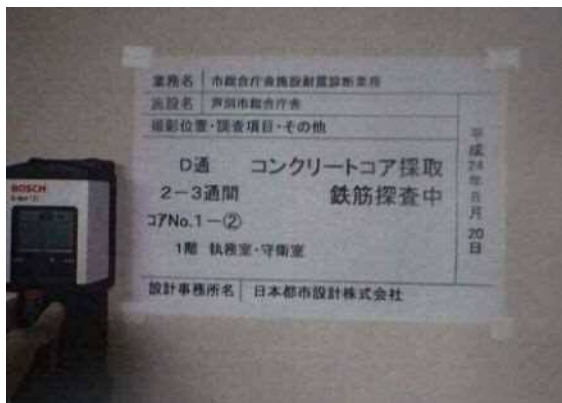 業務名 市総合庁舎施設耐震診断業務
施設名 芦別市総合庁舎
撮影位置・調査項目・その他
D通 コンクリートコア採取
2-3通間 鉄筋探査中
コアNo.1-②
1階 執務室・守衛室
設計事務所名 日本都市設計株式会社
平成24年8月20日
BOSCH